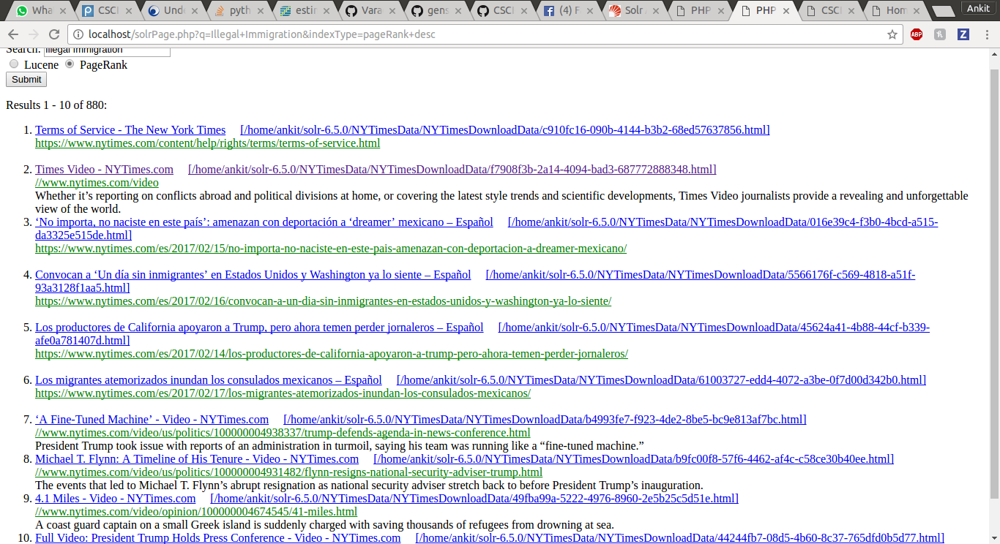 Wha
CSCI
Unde
pyth
estin
Vara
gens
CSCI
(4) F
Solr
PHP
PHP
CSCI
Hom
Ankit
localhost/solrPage.php?q=Illegal+Immigration&indexType=pageRank+desc
ABP
Z
Search: Illegal Immigration
Lucene PageRank
Submit
Results 1 - 10 of 880:
1. Terms of Service - The New York Times [/home/ankit/solr-6.5.0/NYTimesData/NYTimesDownloadData/c910fc16-090b-4144-b3b2-68ed57637856.html]
https://www.nytimes.com/content/help/rights/terms/terms-of-service.html
2. Times Video - NYTimes.com [/home/ankit/solr-6.5.0/NYTimesData/NYTimesDownloadData/f7908f3b-2a14-4094-bad3-687772888348.html]
//www.nytimes.com/video
Whether it’s reporting on conflicts abroad and political divisions at home, or covering the latest style trends and scientific developments, Times Video journalists provide a revealing and unforgettable
view of the world.
3. ‘No importa, no naciste en este país’: amenazan con deportación a ‘dreamer’ mexicano – Español [/home/ankit/solr-6.5.0/NYTimesData/NYTimesDownloadData/016e39c4-f3b0-4bcd-a515-
da3325e515de.html]
https://www.nytimes.com/es/2017/02/15/no-importa-no-naciste-en-este-pais-amenazan-con-deportacion-a-dreamer-mexicano/
4. Convocan a ‘Un día sin inmigrantes’ en Estados Unidos y Washington ya lo siente – Español [/home/ankit/solr-6.5.0/NYTimesData/NYTimesDownloadData/5566176f-c569-4818-a51f-
93a3128f1aa5.html]
https://www.nytimes.com/es/2017/02/16/convocan-a-un-dia-sin-inmigrantes-en-estados-unidos-y-washington-ya-lo-siente/
5. Los productores de California apoyaron a Trump, pero ahora temen perder jornaleros – Español [/home/ankit/solr-6.5.0/NYTimesData/NYTimesDownloadData/45624a41-4b88-44cf-b339-
afe0a781407d.html]
https://www.nytimes.com/es/2017/02/14/los-productores-de-california-apoyaron-a-trump-pero-ahora-temen-perder-jornaleros/
6. Los migrantes atemorizados inundan los consulados mexicanos – Español [/home/ankit/solr-6.5.0/NYTimesData/NYTimesDownloadData/61003727-edd4-4072-a3be-0f7d00d342b0.html]
https://www.nytimes.com/es/2017/02/17/los-migrantes-atemorizados-inundan-los-consulados-mexicanos/
7. ‘A Fine-Tuned Machine’ - Video - NYTimes.com [/home/ankit/solr-6.5.0/NYTimesData/NYTimesDownloadData/b4993fe7-f923-4de2-8be5-bc9e813af7bc.html]
//www.nytimes.com/video/us/politics/100000004938337/trump-defends-agenda-in-news-conference.html
President Trump took issue with reports of an administration in turmoil, saying his team was running like a “fine-tuned machine.”
8. Michael T. Flynn: A Timeline of His Tenure - Video - NYTimes.com [/home/ankit/solr-6.5.0/NYTimesData/NYTimesDownloadData/b9fc00f8-57f6-4462-af4c-c58ce30b40ee.html]
//www.nytimes.com/video/us/politics/100000004931482/flynn-resigns-national-security-adviser-trump.html
The events that led to Michael T. Flynn’s abrupt resignation as national security adviser stretch back to before President Trump’s inauguration.
9. 4.1 Miles - Video - NYTimes.com [/home/ankit/solr-6.5.0/NYTimesData/NYTimesDownloadData/49fba99a-5222-4976-8960-2e5b25c5d51e.html]
//www.nytimes.com/video/opinion/100000004674545/41-miles.html
A coast guard captain on a small Greek island is suddenly charged with saving thousands of refugees from drowning at sea.
10. Full Video: President Trump Holds Press Conference - Video - NYTimes.com [/home/ankit/solr-6.5.0/NYTimesData/NYTimesDownloadData/44244fb7-08d5-4b60-8c37-765dfd0b5d77.html]